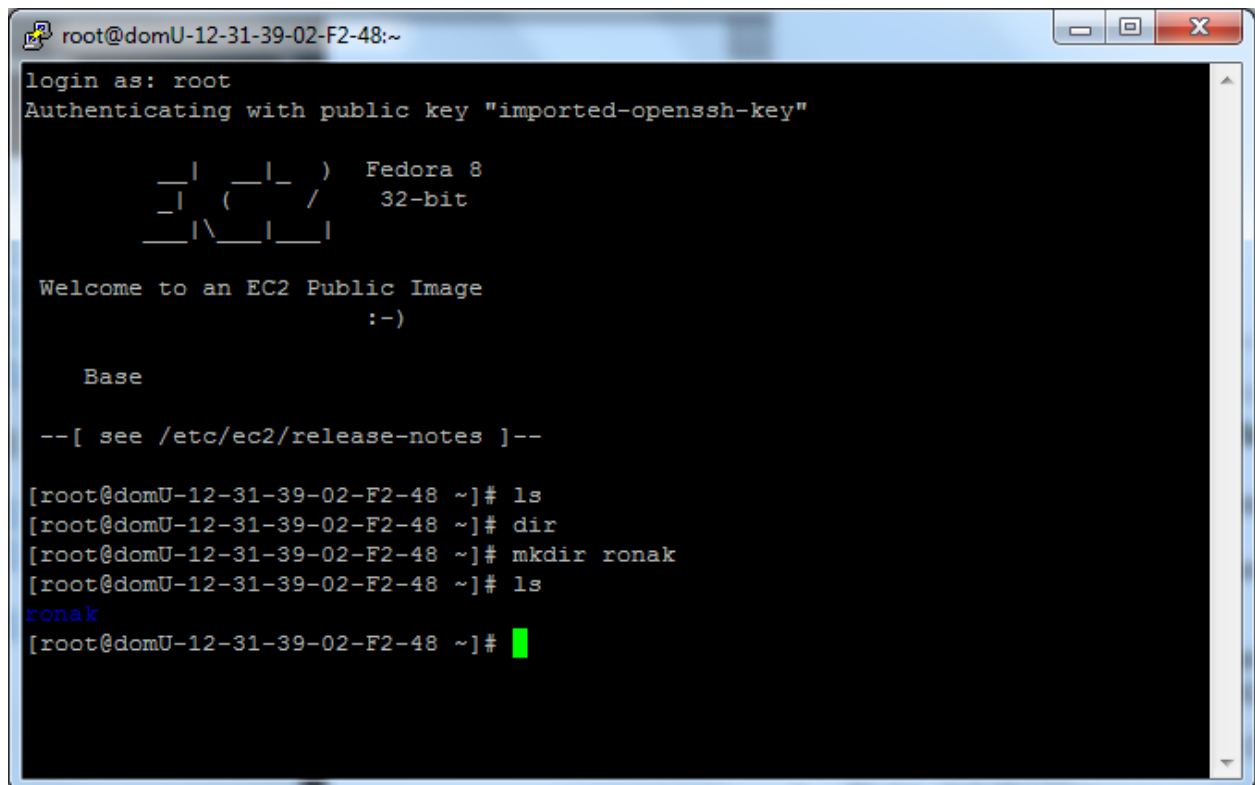 root@domU-12-31-39-02-F2-48:~
login as: root
Authenticating with public key "imported-openssh-key"
         __|  __|_  )  Fedora 8
         _|  (     /    32-bit
        ___|\___|___|
 Welcome to an EC2 Public Image
                       :-)
    Base
 --[ see /etc/ec2/release-notes ]--
[root@domU-12-31-39-02-F2-48 ~]# ls
[root@domU-12-31-39-02-F2-48 ~]# dir
[root@domU-12-31-39-02-F2-48 ~]# mkdir ronak
[root@domU-12-31-39-02-F2-48 ~]# ls
ronak
[root@domU-12-31-39-02-F2-48 ~]#